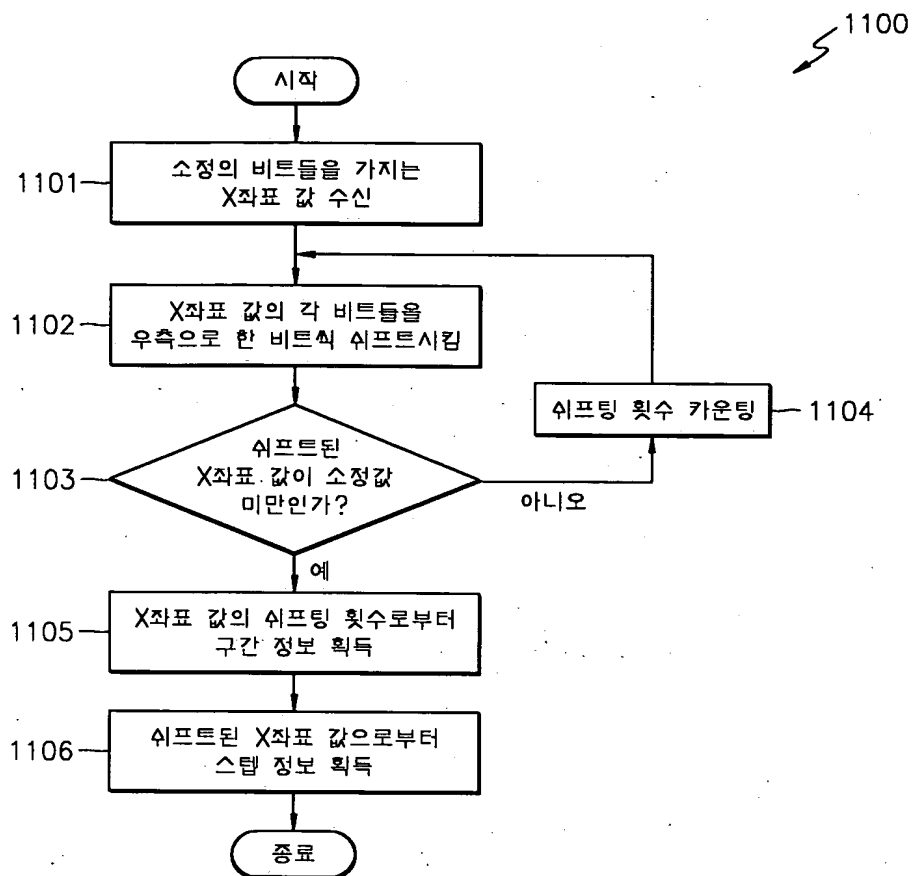 1100
시작
1101
소정의 비트들을 가지는
X좌표 값 수신
1102
X좌표 값의 각 비트들을
우측으로 한 비트씩 쉬프트시킴
쉬프팅 횟수 카운팅
1104
1103
쉬프트된
X좌표 값이 소정값
미만인가?
아니오
예
1105
X좌표 값의 쉬프팅 횟수로부터
구간 정보 획득
1106
쉬프트된 X좌표 값으로부터
스텝 정보 획득
종료